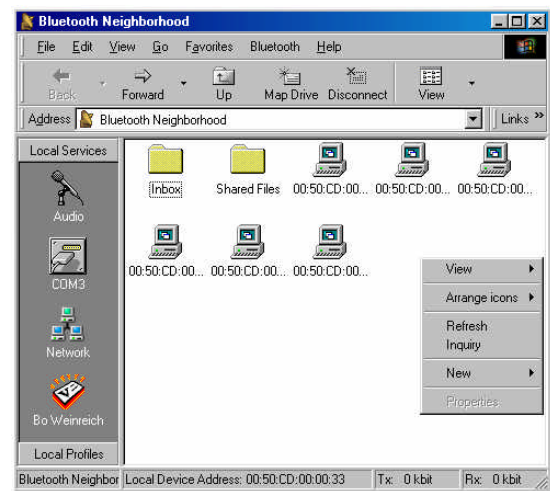 Bluetooth Neighborhood
File Edit View Go Favorites Bluetooth Help
Back Forward Up Map Drive Disconnect View
Address Bluetooth Neighborhood Links »
Local Services
Audio
COM3
Network
Bo Weinreich
Local Profiles
Inbox Shared Files 00:50:CD:00... 00:50:CD:00... 00:50:CD:00...
00:50:CD:00... 00:50:CD:00... 00:50:CD:00...
View
Arrange icons
Refresh
Inquiry
New
Properties
Bluetooth Neighbor Local Device Address: 00:50:CD:00:00:33 Tx: 0 kbit Rx: 0 kbit